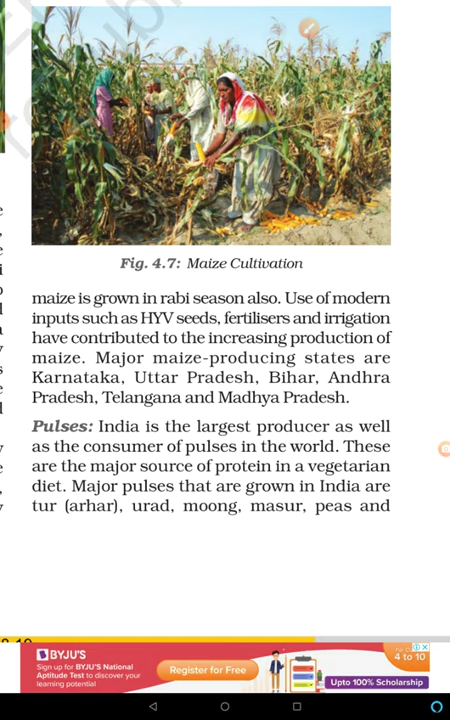 Fig. 4.7: Maize Cultivation
maize is grown in rabi season also. Use of modern
inputs such as HYV seeds, fertilisers and irrigation
have contributed to the increasing production of
maize. Major maize-producing states are
Karnataka, Uttar Pradesh, Bihar, Andhra
Pradesh, Telangana and Madhya Pradesh.
Pulses: India is the largest producer as well
as the consumer of pulses in the world. These
are the major source of protein in a vegetarian
diet. Major pulses that are grown in India are
tur (arhar), urad, moong, masur, peas and
BYJU'S
Sign up for BYJU'S National
Aptitude Test to discover your
learning potential
Register for Free
4 to 10
Upto 100% Scholarship